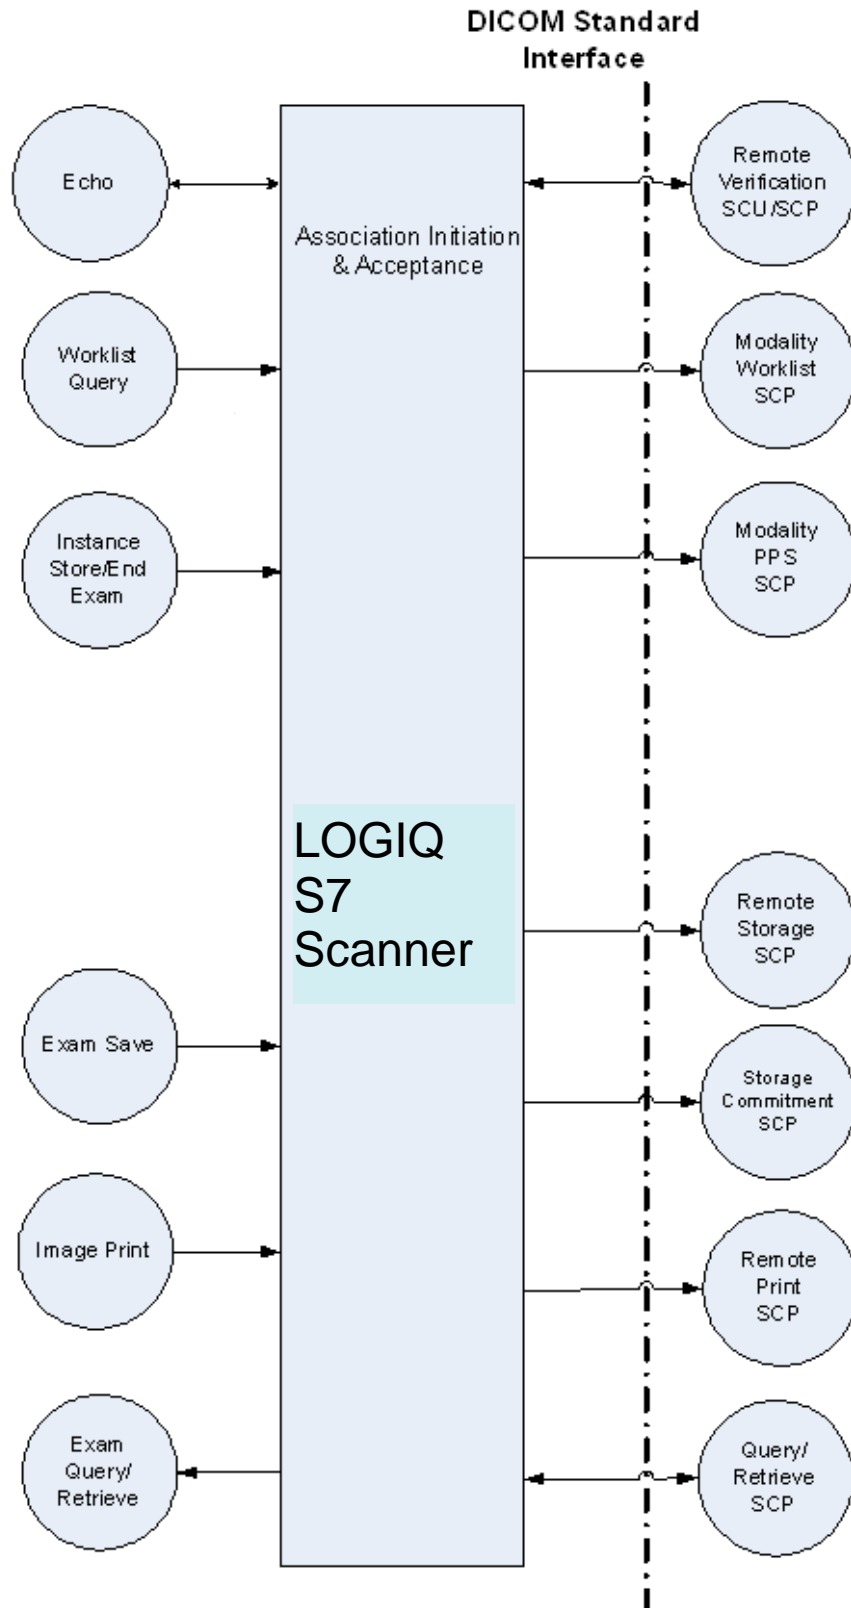 DICOM Standard
Interface
Echo
Association Initiation
& Acceptance
Remote
Verification
SCU/SCP
Worklist
Query
Modality
Worklist
SCP
Instance
Store/End
Exam
Modality
PPS
SCP
LOGIQ
S7
Scanner
Remote
Storage
SCP
Exam Save
Storage
Commitment
SCP
Image Print
Remote
Print
SCP
Exam
Query/
Retrieve
Query/
Retrieve
SCP